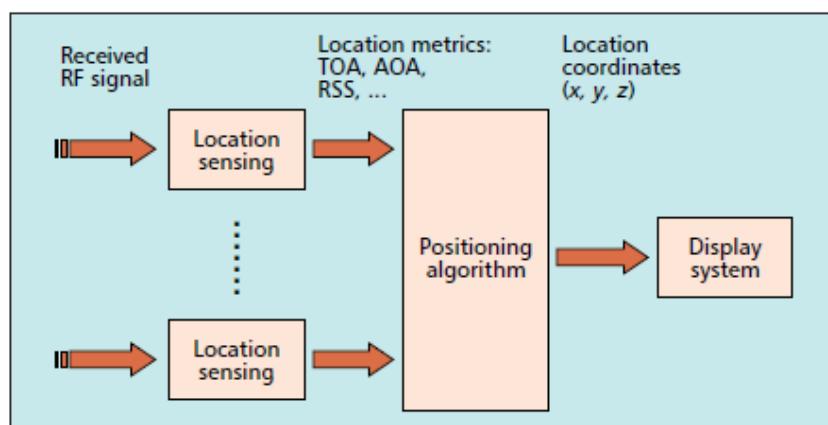 Received
RF signal
Location metrics:
TOA, AOA,
RSS, ...
Location
coordinates
(x, y, z)
Location
sensing
Positioning
algorithm
Display
system
Location
sensing